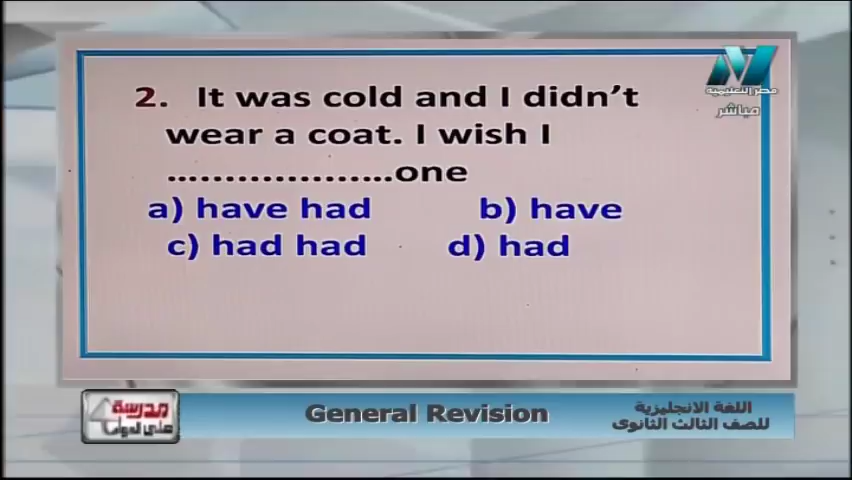 مصر التعليمية
مباشر
2. It was cold and I didn't
wear a coat. I wish I
....................one
a) have had b) have
c) had had d) had
مدرسة
على الهواء
General Revision
اللغة الانجليزية
للصف الثالث الثانوى